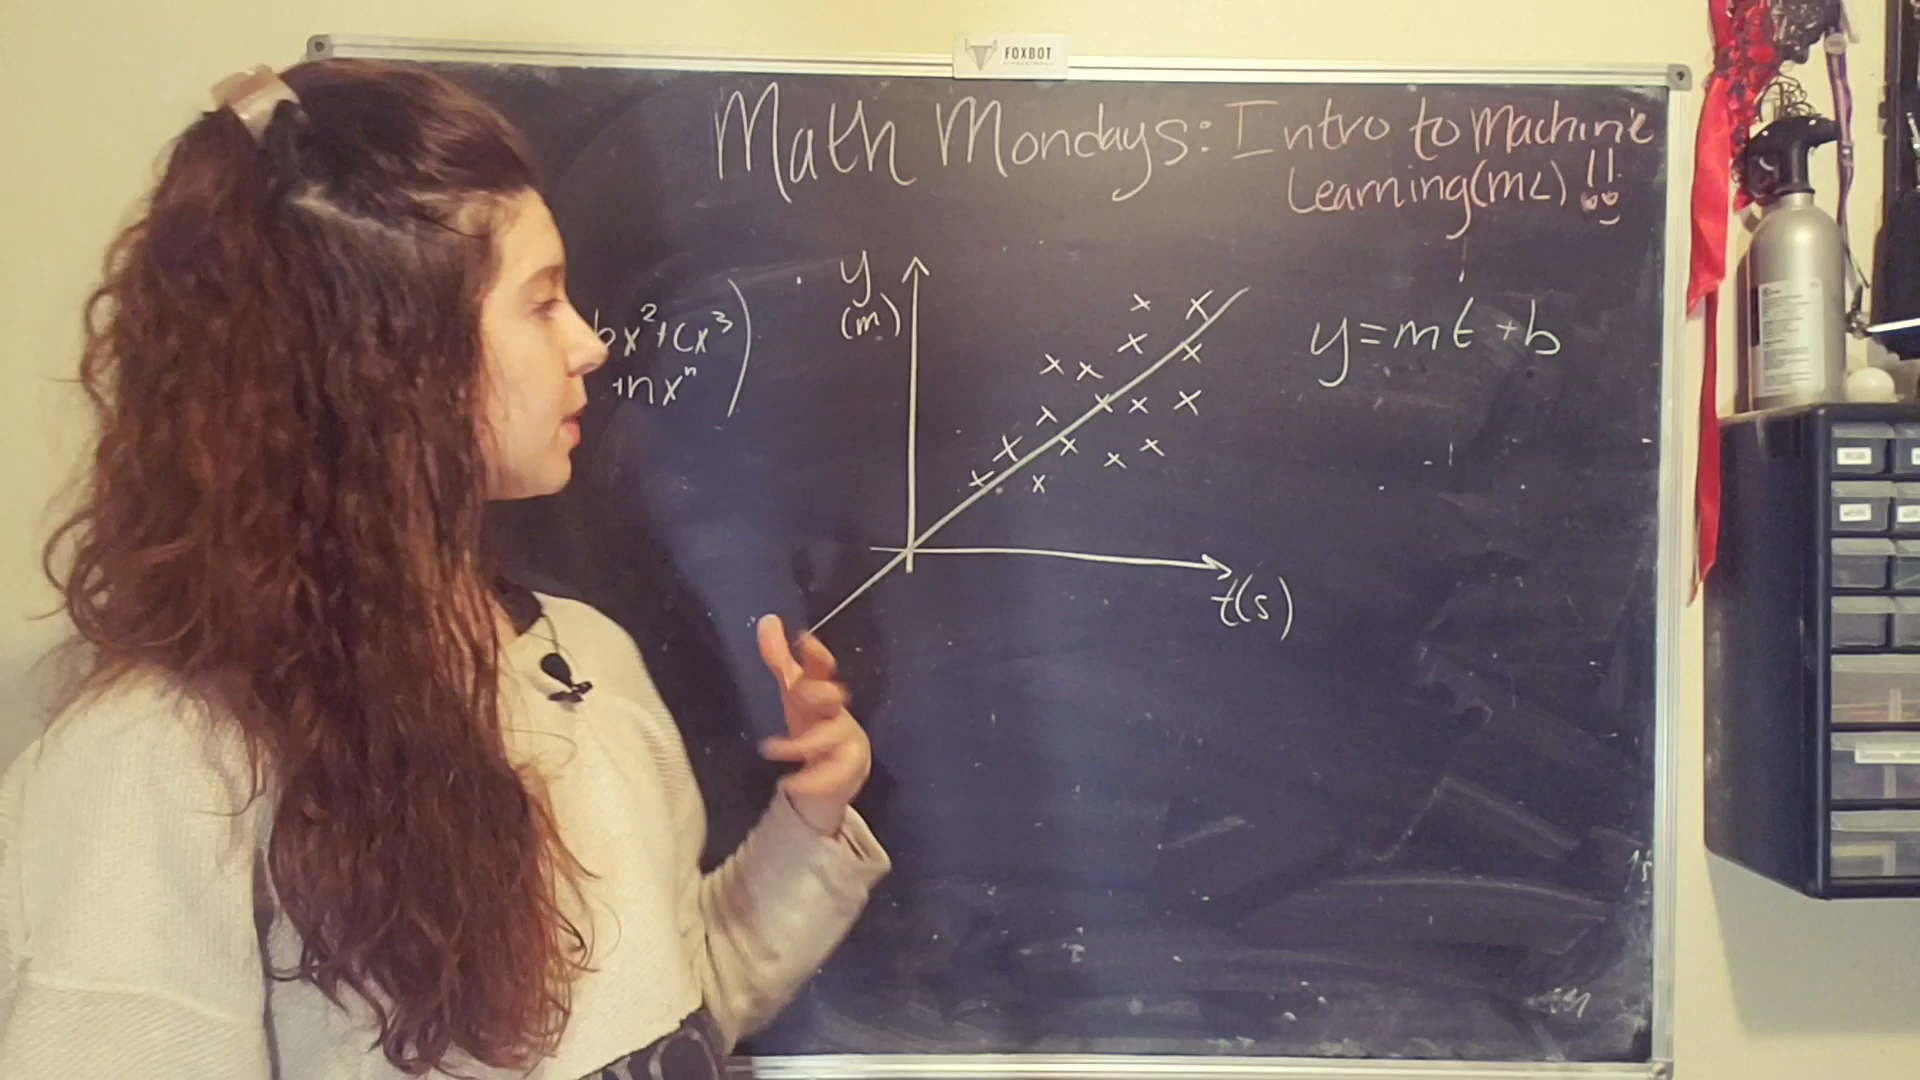 FOXBOT
Math Mondays: Intro to Machine
Learning (ML)!!
bx²+cx³
+nxⁿ
y
(m)
y=mt+b
t(s)